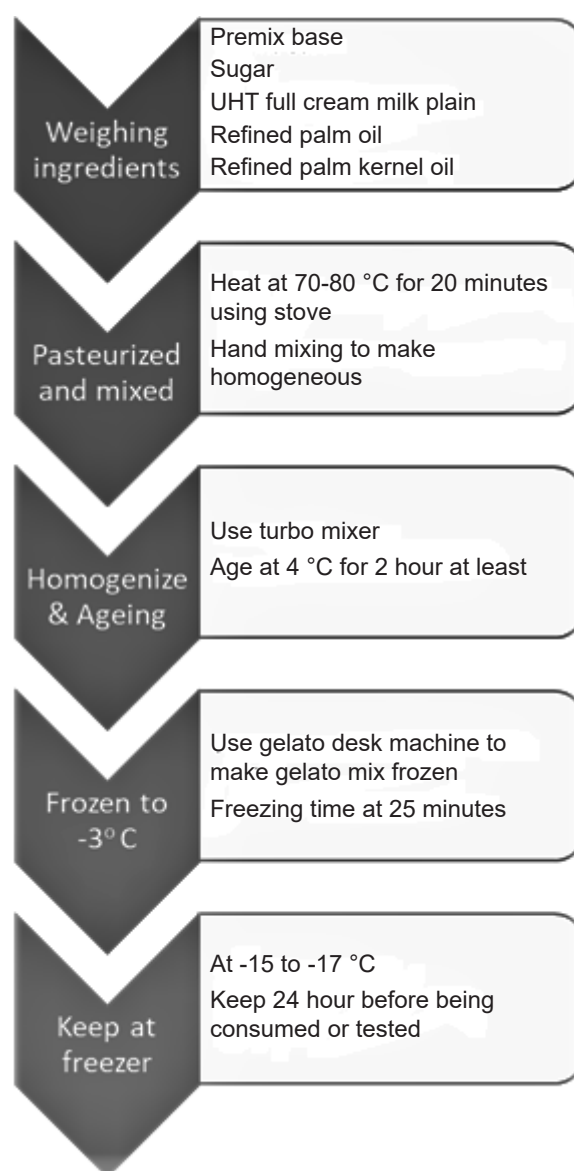 Weighing
ingredients
Premix base
Sugar
UHT full cream milk plain
Refined palm oil
Refined palm kernel oil
Pasteurized
and mixed
Heat at 70-80 °C for 20 minutes
using stove
Hand mixing to make
homogeneous
Homogenize
& Ageing
Use turbo mixer
Age at 4 °C for 2 hour at least
Frozen to
-3° C
Use gelato desk machine to
make gelato mix frozen
Freezing time at 25 minutes
Keep at
freezer
At -15 to -17 °C
Keep 24 hour before being
consumed or tested